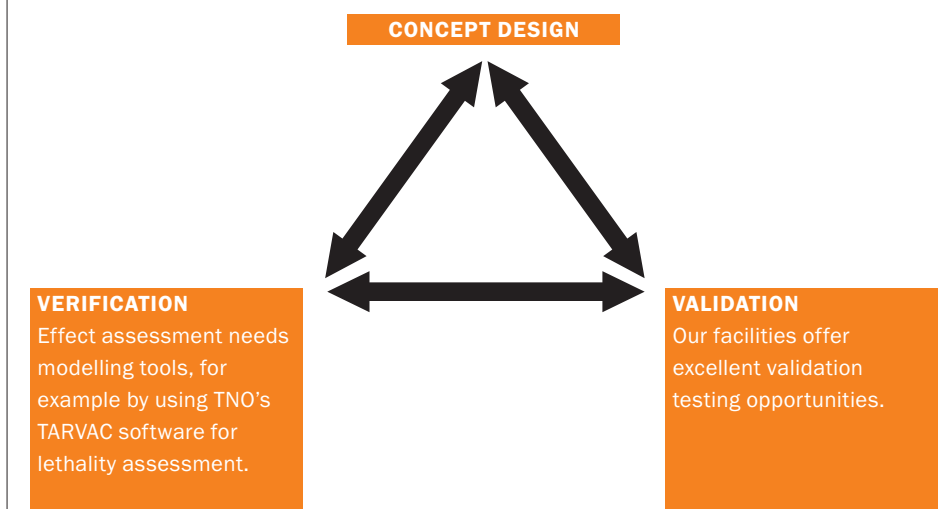 CONCEPT DESIGN
VERIFICATION
Effect assessment needs
modelling tools, for
example by using TNO’s
TARVAC software for
lethality assessment.
VALIDATION
Our facilities offer
excellent validation
testing opportunities.